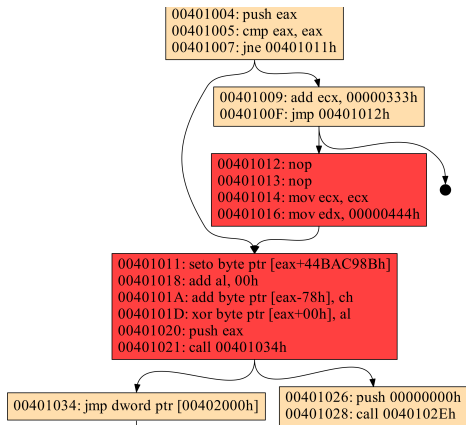 00401004: push eax
00401005: cmp eax, eax
00401007: jne 00401011h
00401009: add ecx, 00000333h
0040100F: jmp 00401012h
00401012: nop
00401013: nop
00401014: mov ecx, ecx
00401016: mov edx, 00000444h
00401011: seto byte ptr [eax+44BAC98Bh]
00401018: add al, 00h
0040101A: add byte ptr [eax-78h], ch
0040101D: xor byte ptr [eax+00h], al
00401020: push eax
00401021: call 00401034h
00401034: jmp dword ptr [00402000h]
00401026: push 00000000h
00401028: call 0040102Eh